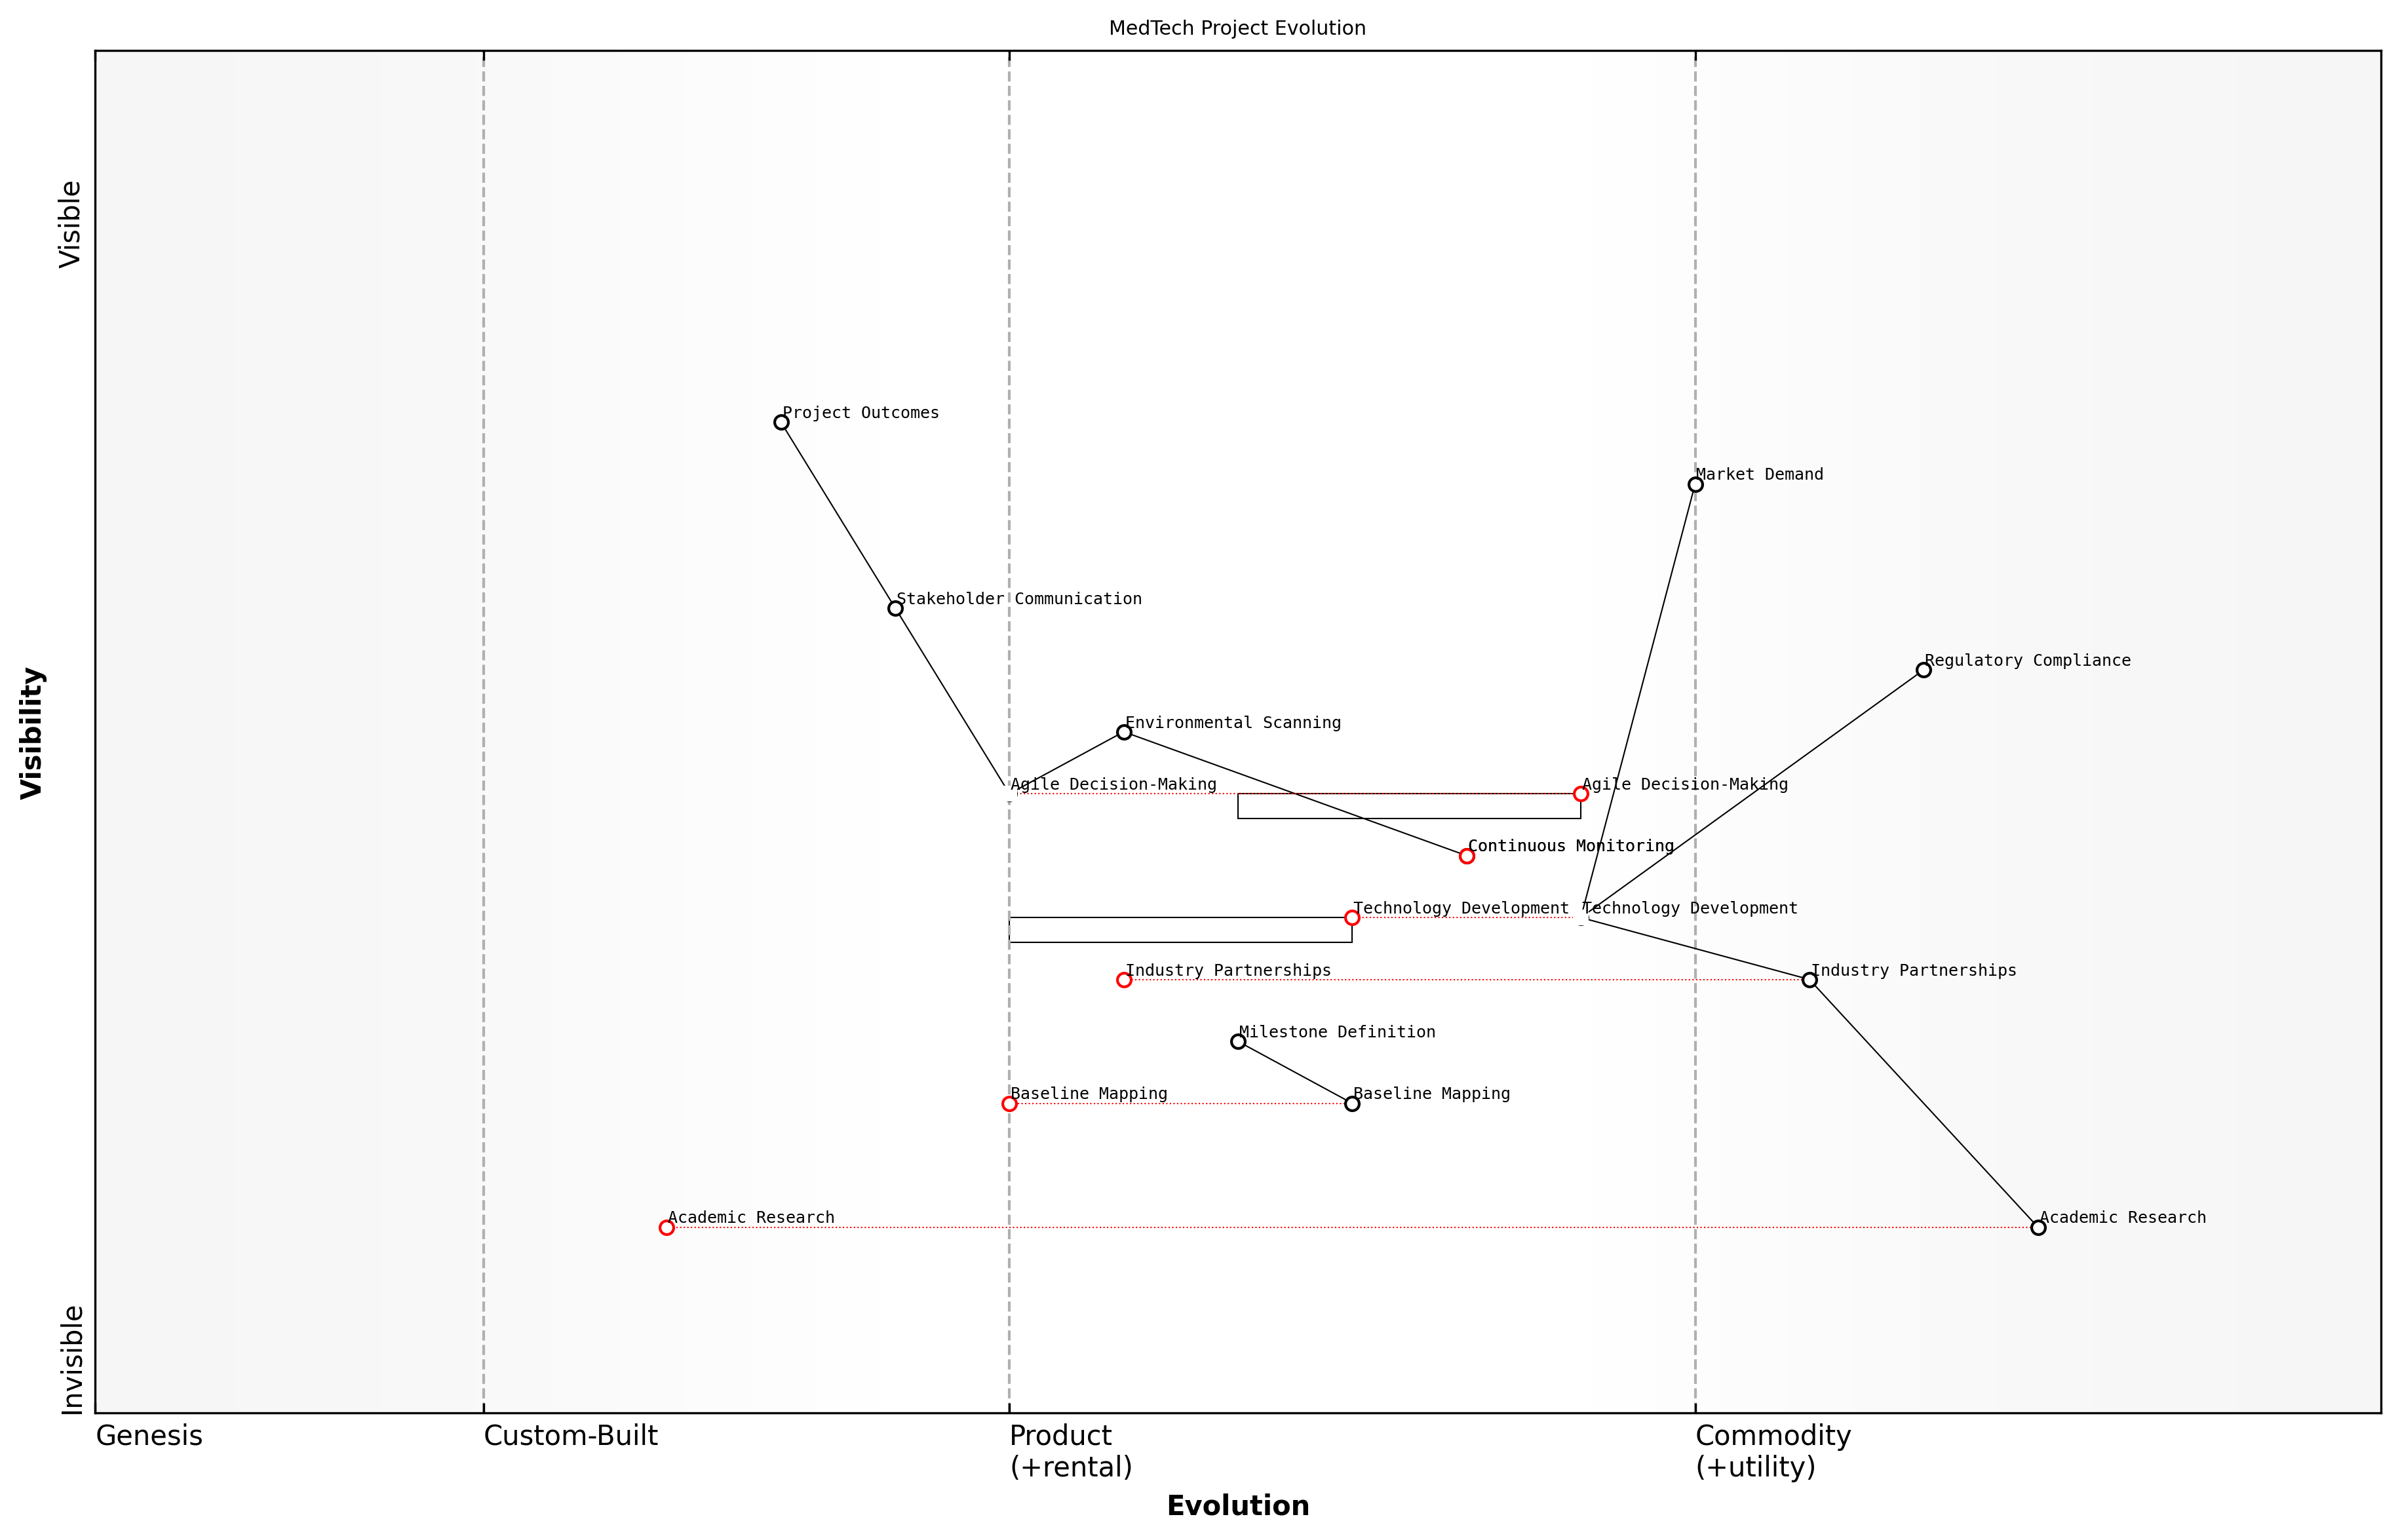 MedTech Project Evolution
Visible
Project Outcomes
Market Demand
Stakeholder Communication
Regulatory Compliance
Environmental Scanning
Agile Decision-Making
Agile Decision-Making
Continuous Monitoring
Technology Development
Technology Development
Industry Partnerships
Industry Partnerships
Milestone Definition
Baseline Mapping
Baseline Mapping
Academic Research
Academic Research
Visibility
Invisible
Genesis
Custom-Built
Product
(+rental)
Commodity
(+utility)
Evolution